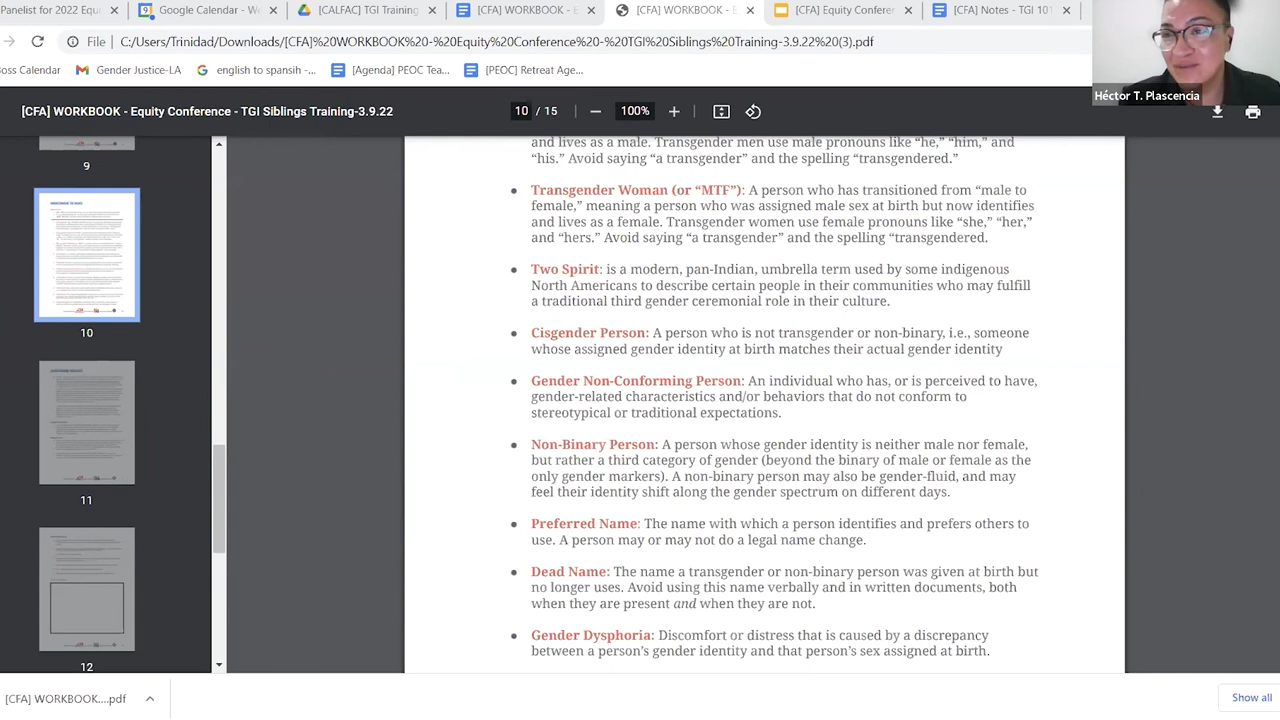 Panelist for 2022 Equ
Google Calendar - We
[CALFAC] TGI Training
[CFA] WORKBOOK - E
[CFA] WORKBOOK - E
[CFA] Equity Confere
[CFA] Notes - TGI 101
File
C:/Users/Trinidad/Downloads/[CFA]%20WORKBOOK%20-%20Equity%20Conference%20-%20TGI%20Siblings%20Training-3.9.22%20(3).pdf
oss Calendar
Gender Justice-LA
english to spansih -...
[Agenda] PEOC Tea...
[PEOC] Retreat Age...
Héctor T. Plascencia
[CFA] WORKBOOK - Equity Conference - TGI Siblings Training-3.9.22
10 / 15
100%
9
10
11
12
and lives as a male. Transgender men use male pronouns like “he,” “him,” and
“his.” Avoid saying “a transgender” and the spelling “transgendered.”
● Transgender Woman (or “MTF”): A person who has transitioned from “male to
female,” meaning a person who was assigned male sex at birth but now identifies
and lives as a female. Transgender women use female pronouns like “she,” “her,”
and “hers.” Avoid saying “a transgender” and the spelling “transgendered.
● Two Spirit: is a modern, pan-Indian, umbrella term used by some indigenous
North Americans to describe certain people in their communities who may fulfill
a traditional third gender ceremonial role in their culture.
● Cisgender Person: A person who is not transgender or non-binary, i.e., someone
whose assigned gender identity at birth matches their actual gender identity
● Gender Non-Conforming Person: An individual who has, or is perceived to have,
gender-related characteristics and/or behaviors that do not conform to
stereotypical or traditional expectations.
● Non-Binary Person: A person whose gender identity is neither male nor female,
but rather a third category of gender (beyond the binary of male or female as the
only gender markers). A non-binary person may also be gender-fluid, and may
feel their identity shift along the gender spectrum on different days.
● Preferred Name: The name with which a person identifies and prefers others to
use. A person may or may not do a legal name change.
● Dead Name: The name a transgender or non-binary person was given at birth but
no longer uses. Avoid using this name verbally and in written documents, both
when they are present and when they are not.
● Gender Dysphoria: Discomfort or distress that is caused by a discrepancy
between a person’s gender identity and that person’s sex assigned at birth.
[CFA] WORKBOOK....pdf
Show all